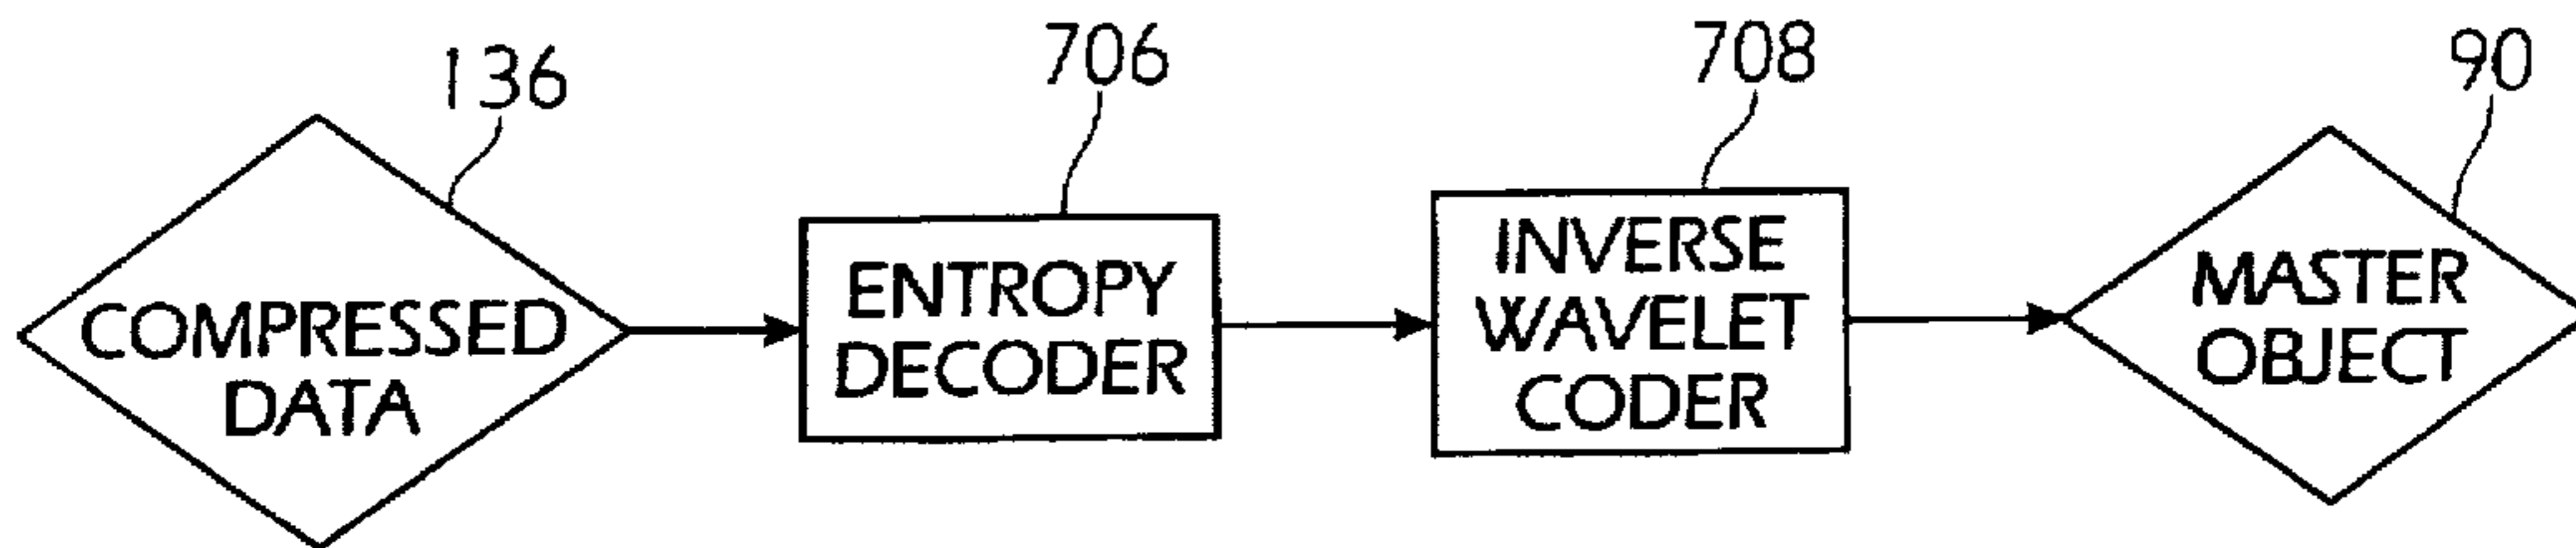 136
706
708
90
COMPRESSED
DATA
ENTROPY
DECODER
INVERSE
WAVELET
CODER
MASTER
OBJECT